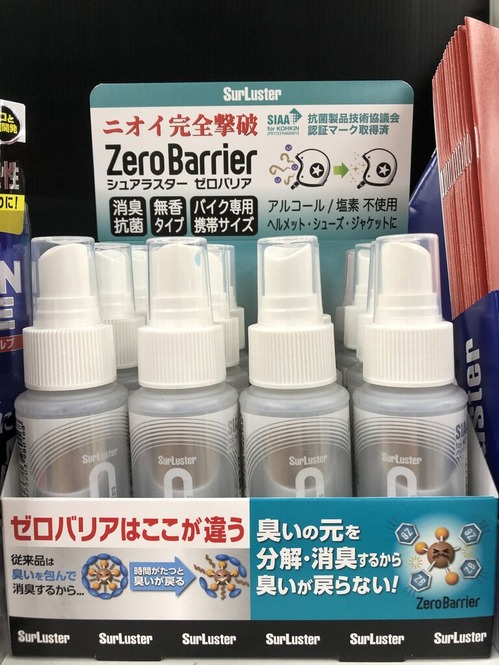 SurLuster
ニオイ完全撃破
SIAA
for KOHKIN
抗菌製品技術協議会
認証マーク取得済
ZeroBarrier
シュアラスター ゼロバリア
消臭
抗菌
無香
タイプ
バイク専用
携帯サイズ
アルコール / 塩素 不使用
ヘルメット・シューズ・ジャケットに
SurLuster
SurLuster
SurLuster
SurLuster
ゼロバリアはここが違う
従来品は
臭いを包んで
消臭するから...
時間がたつと
臭いが戻る
臭いの元を
分解・消臭するから
臭いが戻らない!
ZeroBarrier
SurLuster
SurLuster
SurLuster
SurLuster
SurLuster
SurLuster